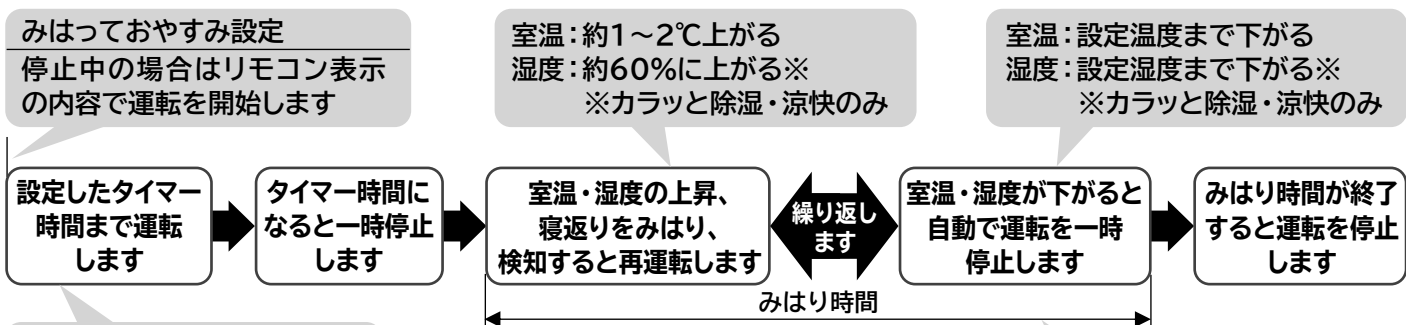 みはっておやすみ設定
停止中の場合はリモコン表示
の内容で運転を開始します
室温：約1～2℃上がる
湿度：約60%に上がる※
※カラッと除湿・涼快のみ
室温：設定温度まで下がる
湿度：設定湿度まで下がる※
※カラッと除湿・涼快のみ
設定したタイマー
時間まで運転
します
タイマー時間に
なると一時停止
します
室温・湿度の上昇、
寝返りをみはり、
検知すると再運転します
繰り返し
ます
室温・湿度が下がると
自動で運転を一時
停止します
みはり時間が終了
すると運転を停止
します
みはり時間